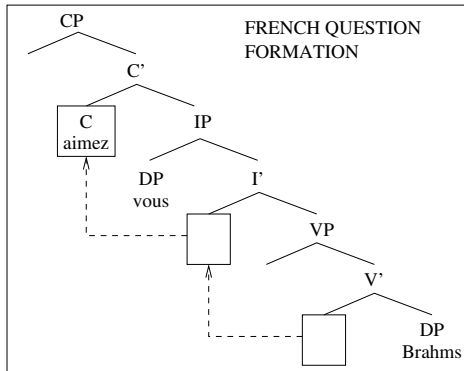 FRENCH QUESTION
FORMATION
CP
C’
C
aimez
IP
DP
vous
I’
VP
V’
DP
Brahms